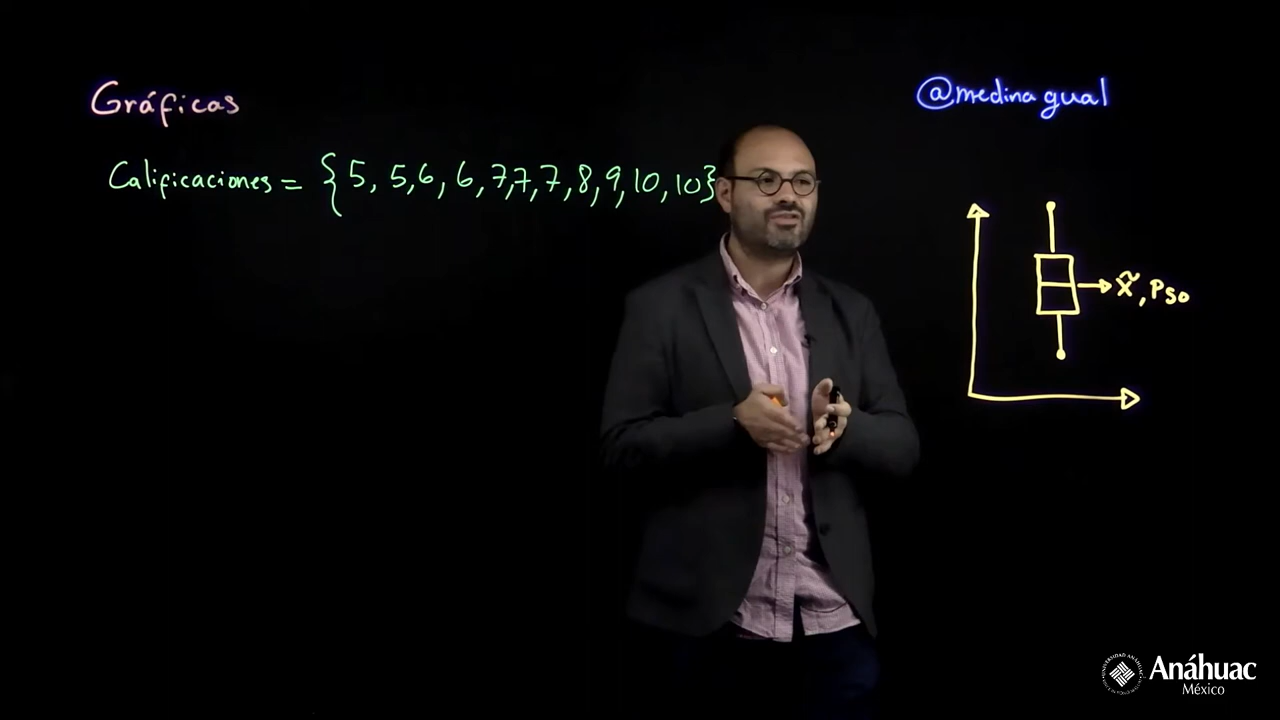 Gráficas
@medinagual
Calificaciones = {5, 5, 6, 6, 7, 7, 7, 8, 9, 10, 10}
x̃, P50
Anáhuac
México